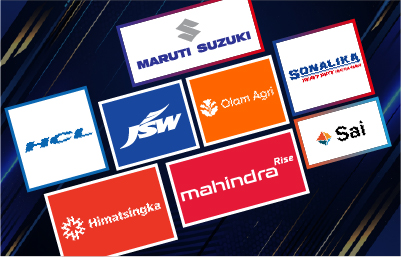 MARUTI SUZUKI
SONALIKA
HCL
JSW
Olam Agri
Sai
Himatsingka
mahindra
Rise